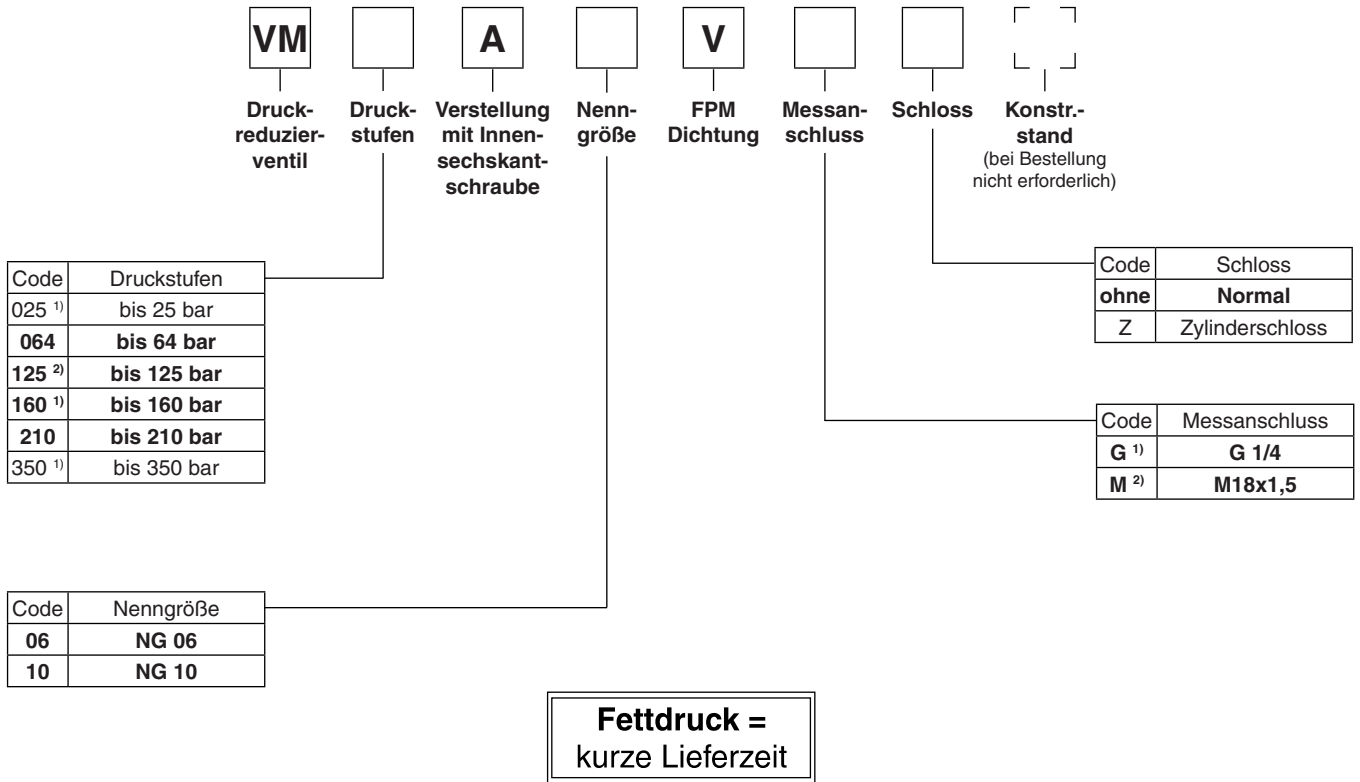 VM A V
Druck-
reduzier-
ventil
Druck-
stufen
Verstellung
mit Innen-
sechskant-
schraube
Nenn-
größe
FPM
Dichtung
Messan-
schluss
Schloss
Konstr.-
stand
(bei Bestellung
nicht erforderlich)
Code Druckstufen
025 1) bis 25 bar
064 bis 64 bar
125 2) bis 125 bar
160 1) bis 160 bar
210 bis 210 bar
350 1) bis 350 bar
Code Schloss
ohne Normal
Z Zylinderschloss
Code Messanschluss
G 1) G 1/4
M 2) M18x1,5
Code Nenngröße
06 NG 06
10 NG 10
Fettdruck =
kurze Lieferzeit